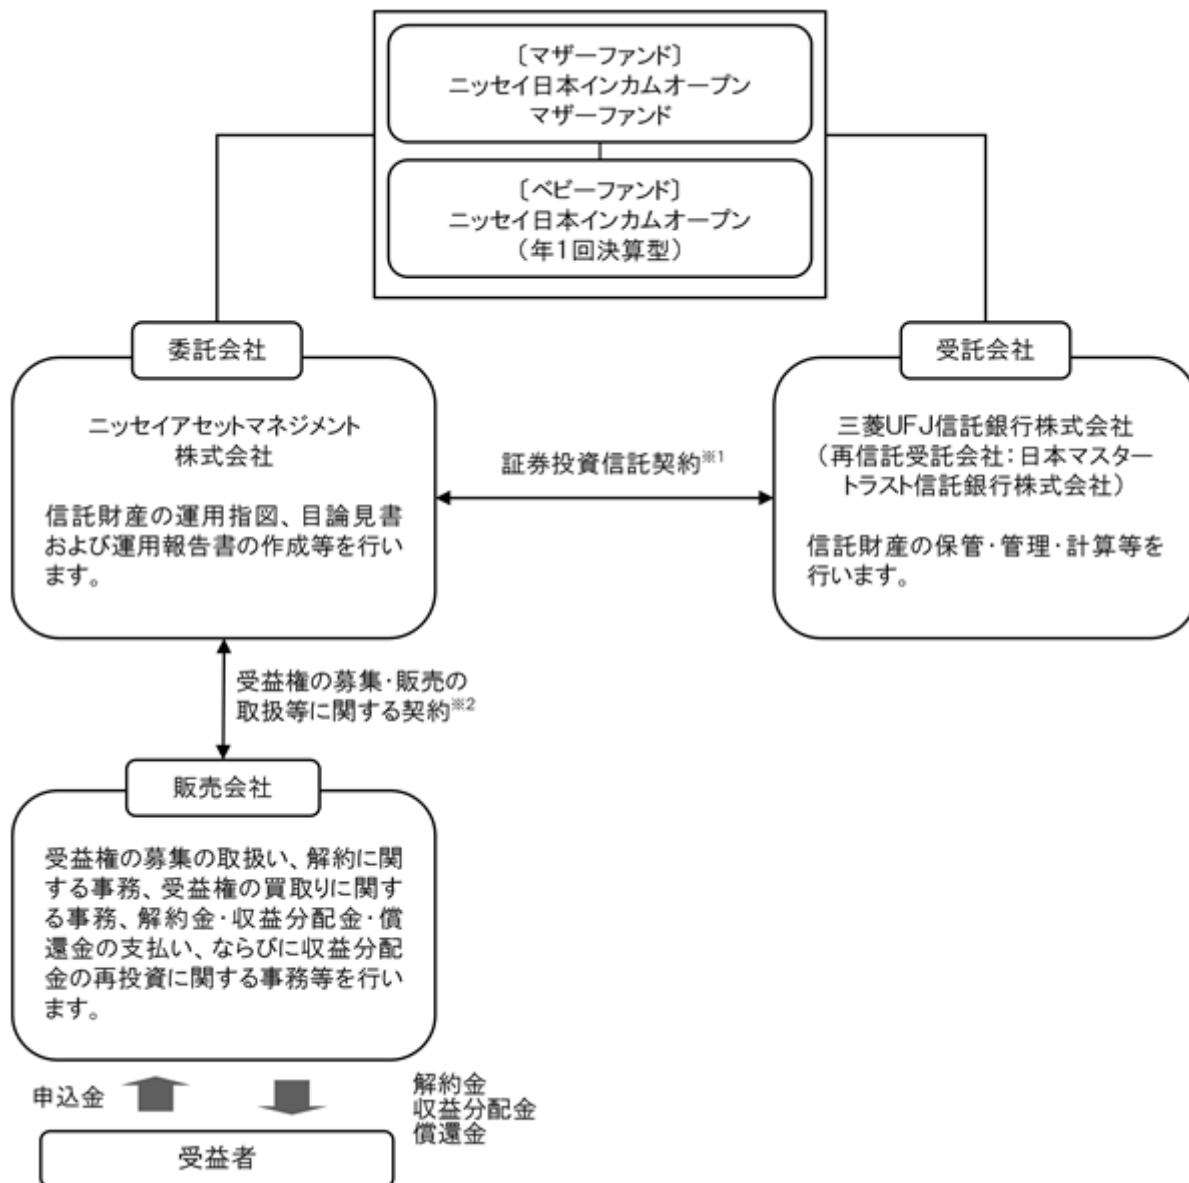 〔マザーファンド〕
ニッセイ日本インカムオープン
マザーファンド
〔ベビーファンド〕
ニッセイ日本インカムオープン
（年1回決算型）
委託会社
ニッセイアセットマネジメント
株式会社
信託財産の運用指図、目論見書
および運用報告書の作成等を行い
ます。
証券投資信託契約※1
受託会社
三菱UFJ信託銀行株式会社
（再信託受託会社：日本マスター
トラスト信託銀行株式会社）
信託財産の保管・管理・計算等を
行います。
受益権の募集・販売の
取扱等に関する契約※2
販売会社
受益権の募集の取扱い、解約に関
する事務、受益権の買取りに関す
る事務、解約金・収益分配金・償
還金の支払い、ならびに収益分配
金の再投資に関する事務等を行い
ます。
申込金
解約金
収益分配金
償還金
受益者